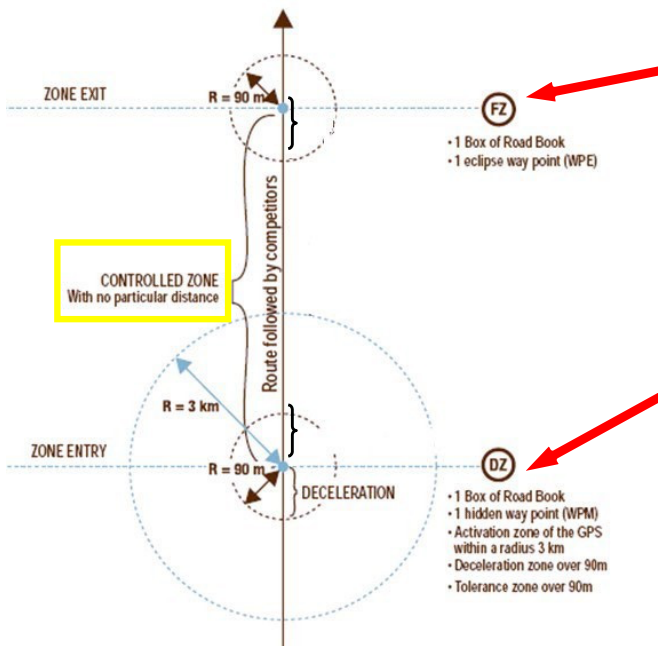 ZONE EXIT
R = 90 m
FZ
• 1 Box of Road Book
• 1 eclipse way point (WPE)
CONTROLLED ZONE
With no particular distance
Route followed by competitors
R = 3 km
ZONE ENTRY
R = 90 m
DECELERATION
DZ
• 1 Box of Road Book
• 1 hidden way point (WPM)
• Activation zone of the GPS
within a radius 3 km
• Deceleration zone over 90m
• Tolerance zone over 90m